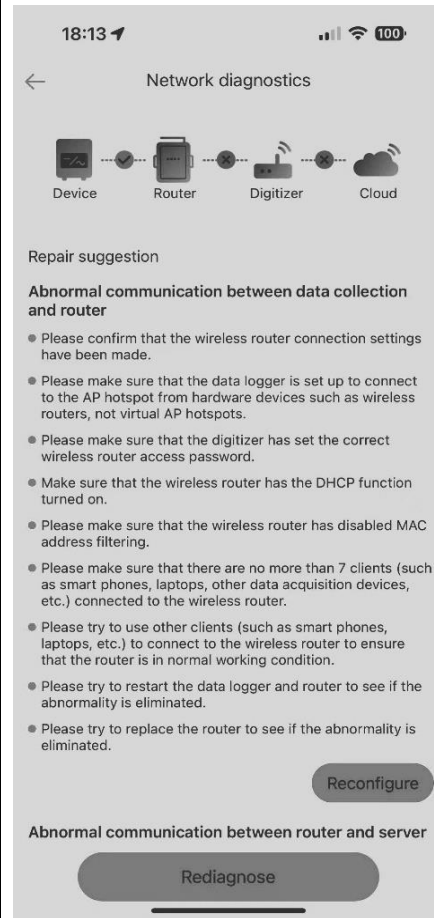 18:13
100
Network diagnostics
Device Router Digitizer Cloud
Repair suggestion
Abnormal communication between data collection
and router
Please confirm that the wireless router connection settings
have been made.
Please make sure that the data logger is set up to connect
to the AP hotspot from hardware devices such as wireless
routers, not virtual AP hotspots.
Please make sure that the digitizer has set the correct
wireless router access password.
Make sure that the wireless router has the DHCP function
turned on.
Please make sure that the wireless router has disabled MAC
address filtering.
Please make sure that there are no more than 7 clients (such
as smart phones, laptops, other data acquisition devices,
etc.) connected to the wireless router.
Please try to use other clients (such as smart phones,
laptops, etc.) to connect to the wireless router to ensure
that the router is in normal working condition.
Please try to restart the data logger and router to see if the
abnormality is eliminated.
Please try to replace the router to see if the abnormality is
eliminated.
Reconfigure
Abnormal communication between router and server
Rediagnose